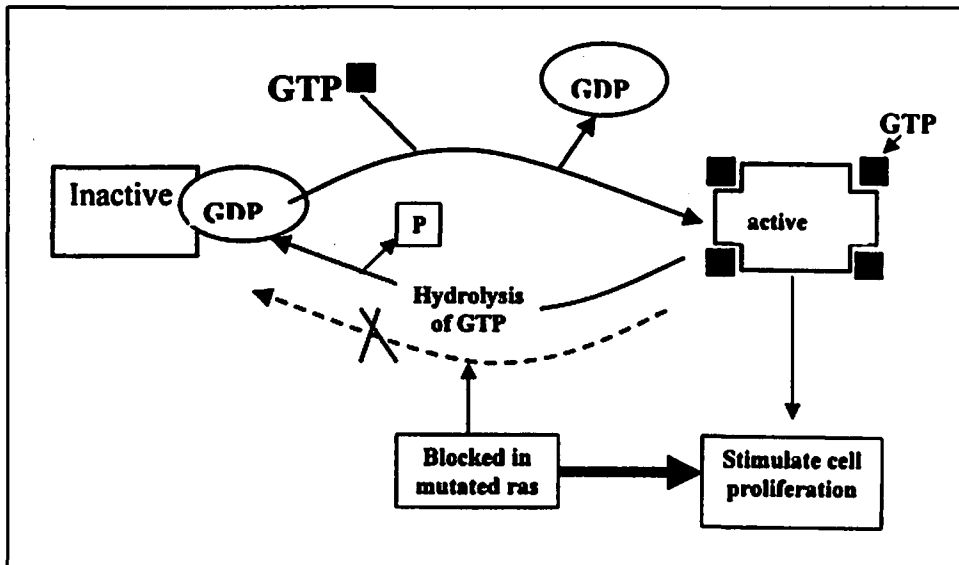 GTP
GDP
GTP
Inactive
GDP
P
active
Hydrolysis
of GTP
Blocked in
mutated ras
Stimulate cell
proliferation